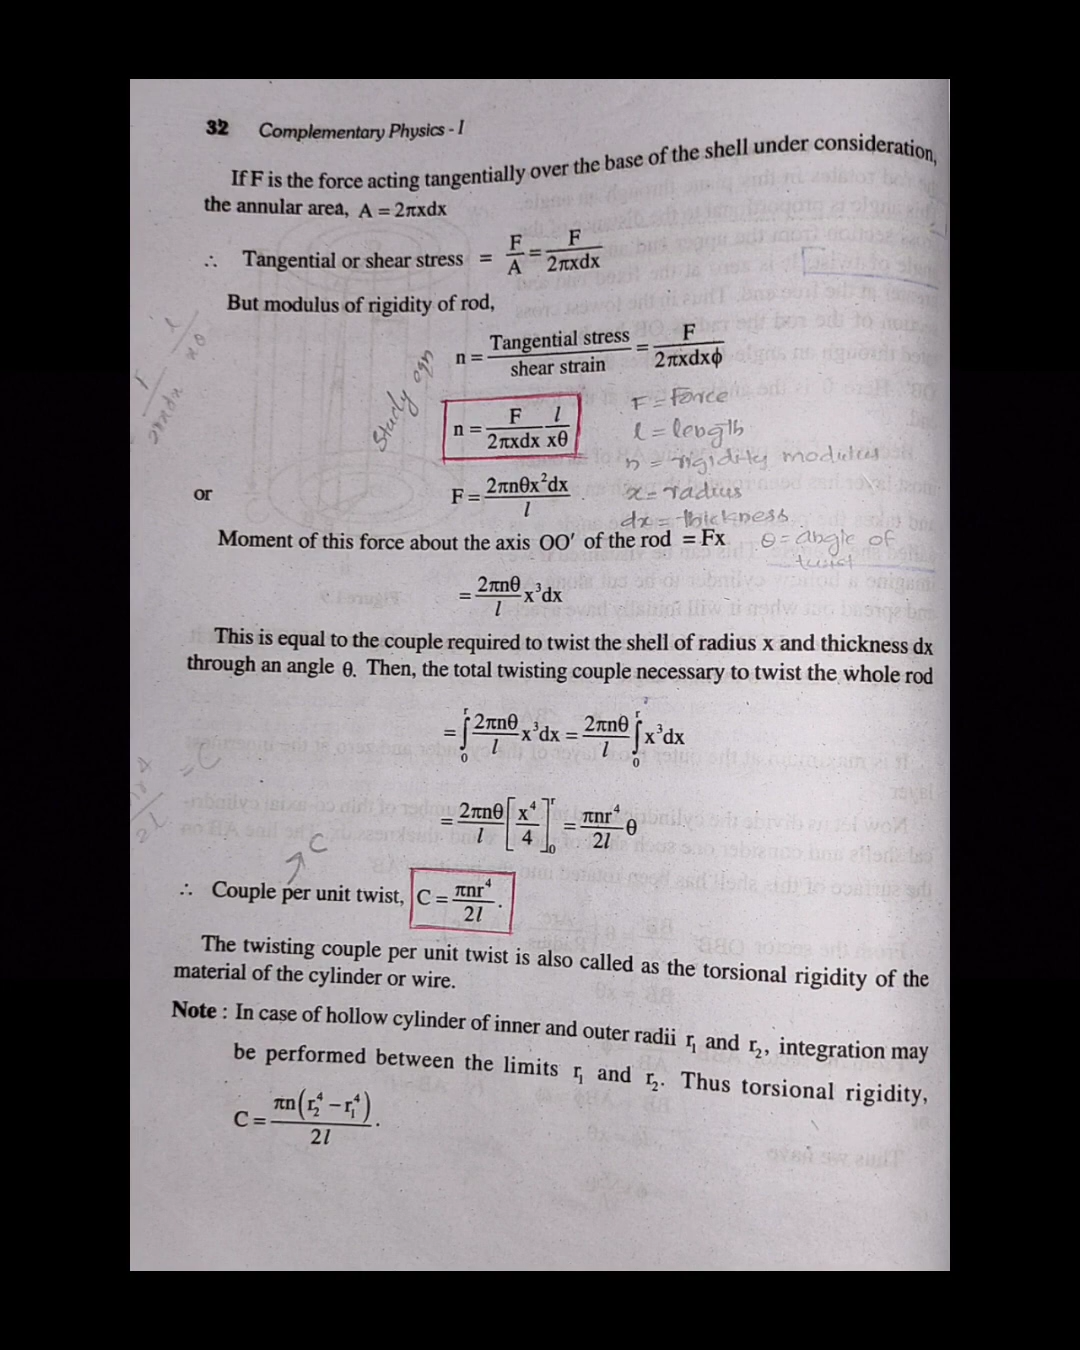 32 Complementary Physics - I
If F is the force acting tangentially over the base of the shell under consideration,
the annular area, A = 2πxdx
∴ Tangential or shear stress = F/A = F/2πxdx
But modulus of rigidity of rod,
n = Tangential stress/shear strain = F/2πxdxϕ
Study
n = F/2πxdx l/xθ
F = Force
l = length
n = rigidity modulus
or F = 2πnθx²dx/l
x = radius
dx = thickness
Moment of this force about the axis OO′ of the rod = Fx
θ = angle of
twist
= 2πnθ/l x³dx
This is equal to the couple required to twist the shell of radius x and thickness dx
through an angle θ. Then, the total twisting couple necessary to twist the whole rod
= ∫₀ʳ 2πnθ/l x³dx = 2πnθ/l ∫₀ʳ x³dx
= 2πnθ/l [x⁴/4]₀ʳ = πnr⁴/2l θ
C
∴ Couple per unit twist, C = πnr⁴/2l.
The twisting couple per unit twist is also called as the torsional rigidity of the
material of the cylinder or wire.
Note : In case of hollow cylinder of inner and outer radii r₁ and r₂, integration may
be performed between the limits r₁ and r₂. Thus torsional rigidity,
C = πn(r₂⁴ – r₁⁴)/2l.